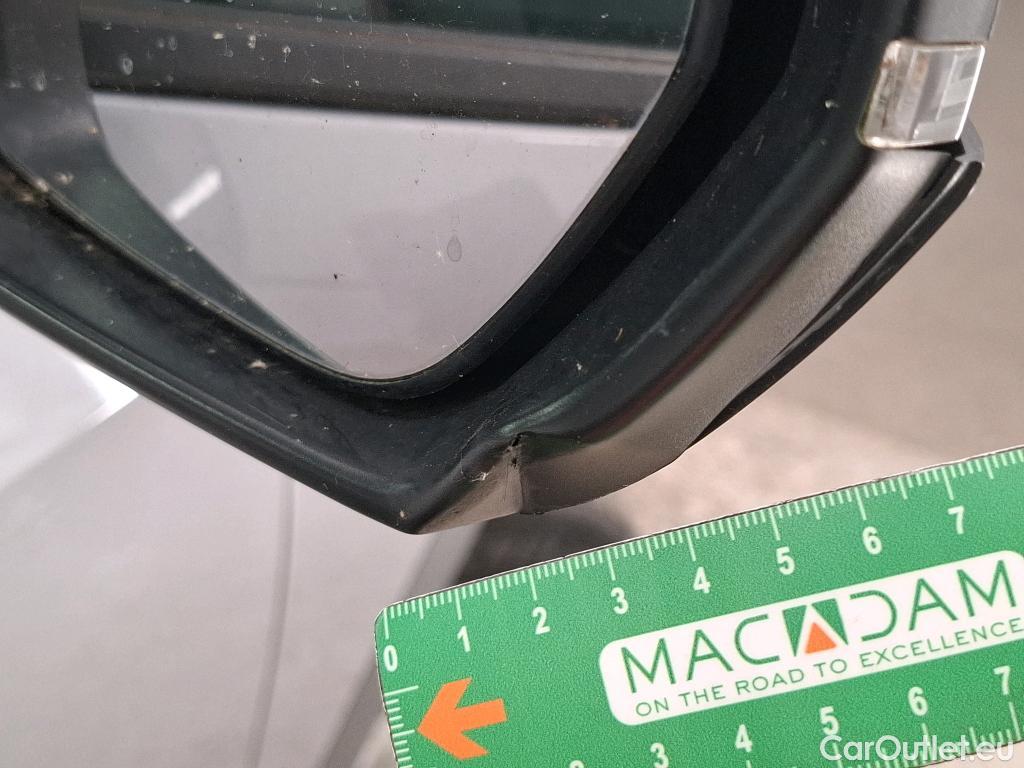 0 1 2 3 4 5 6 7
MACADAM
ON THE ROAD TO EXCELLENCE
3 4 5 6 7
CarOutlet.eu